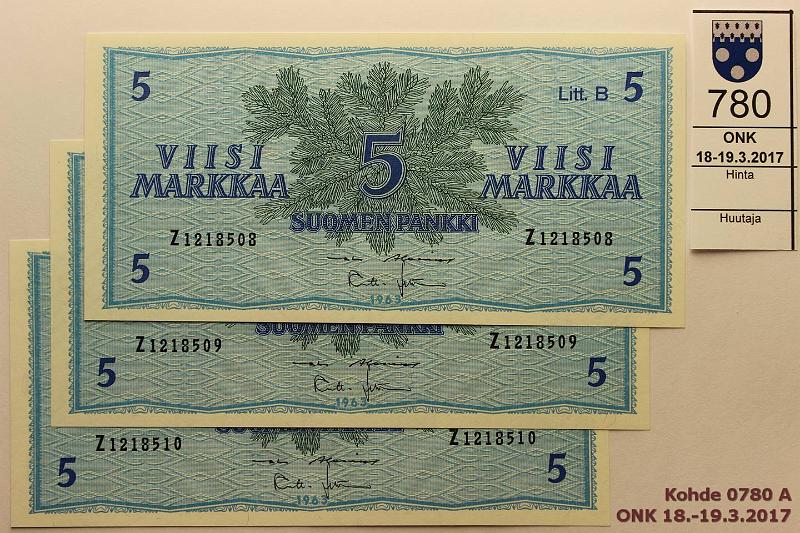 5 Litt. B 5
VIISI 5 VIISI
MARKKAA MARKKAA
SUOMEN PANKKI
Z1218508 Z1218508
5 5
1963
SUOMEN PANKKI
Z1218509 Z1218509
5 5
1963
Z1218510 Z1218510
5 5
1963
780
ONK
18-19.3.2017
Hinta
Huutaja
Kohde 0780 A
ONK 18.-19.3.2017